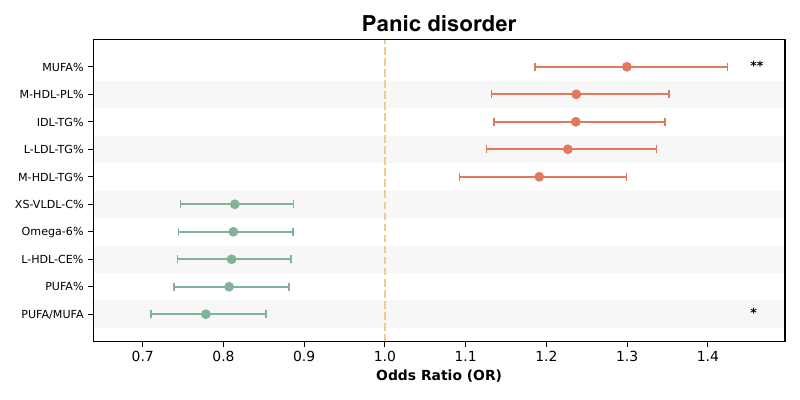 Panic disorder
MUFA% **
M-HDL-PL%
IDL-TG%
L-LDL-TG%
M-HDL-TG%
XS-VLDL-C%
Omega-6%
L-HDL-CE%
PUFA%
PUFA/MUFA *
0.7 0.8 0.9 1.0 1.1 1.2 1.3 1.4
Odds Ratio (OR)